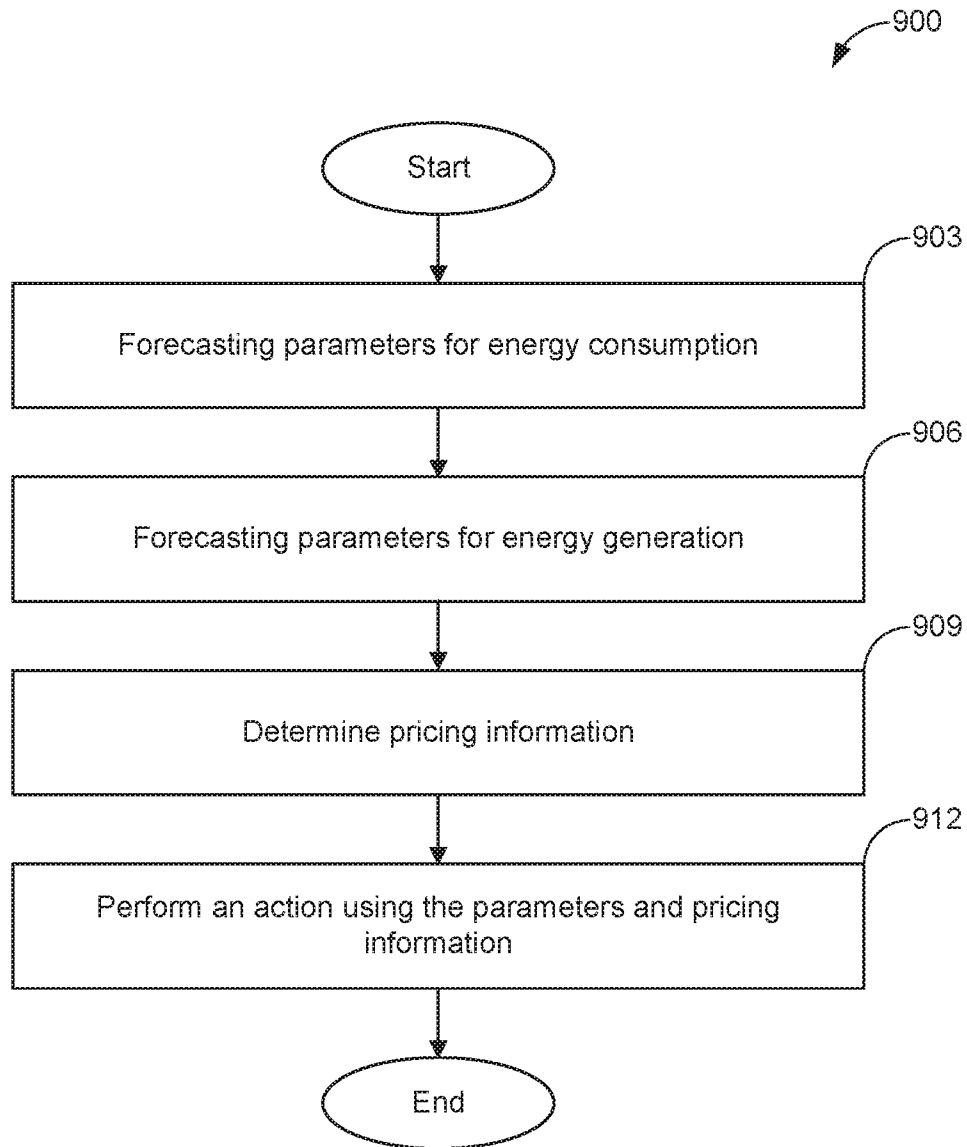 900
Start
903
Forecasting parameters for energy consumption
906
Forecasting parameters for energy generation
909
Determine pricing information
912
Perform an action using the parameters and pricing
information
End